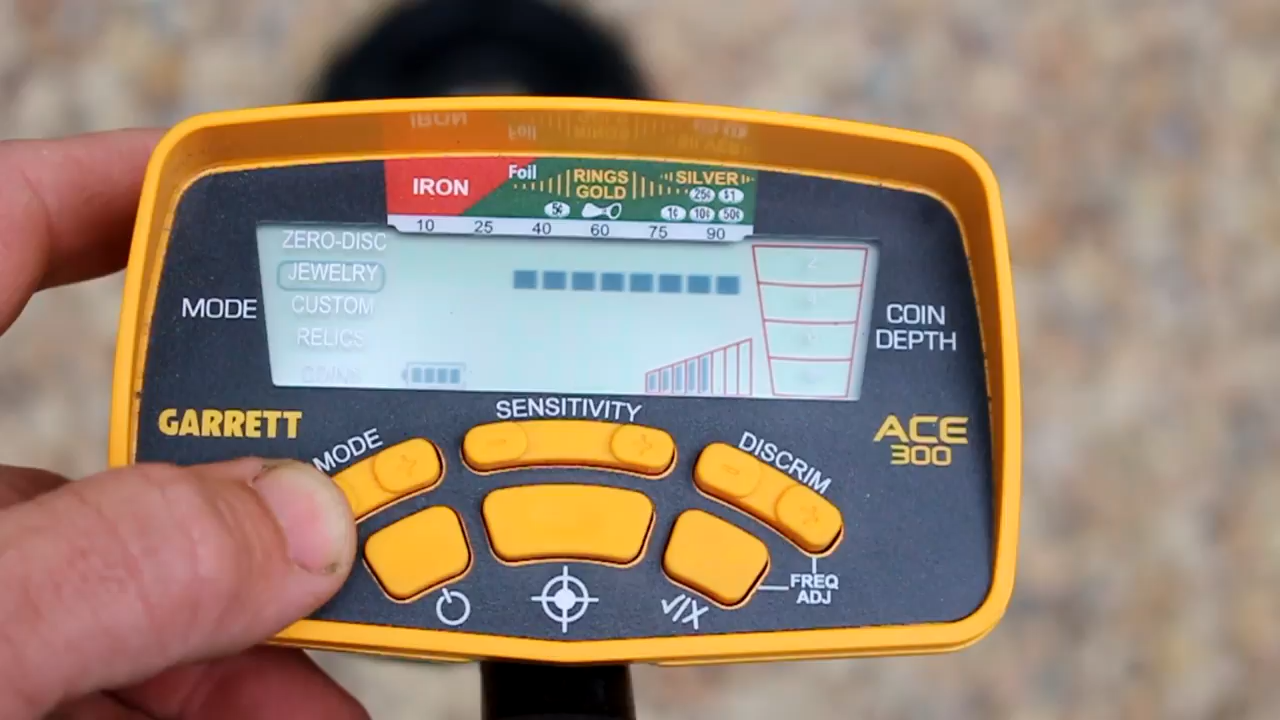 IRON
Foil
RINGS
GOLD
SILVER
25¢ $1
5¢
1¢ 10¢ 50¢
10 25 40 60 75 90
ZERO-DISC
JEWELRY
CUSTOM
RELICS
COINS
MODE
COIN
DEPTH
GARRETT
SENSITIVITY
MODE
DISCRIM
ACE
300
- +
+
-
+
√/X
FREQ
ADJ